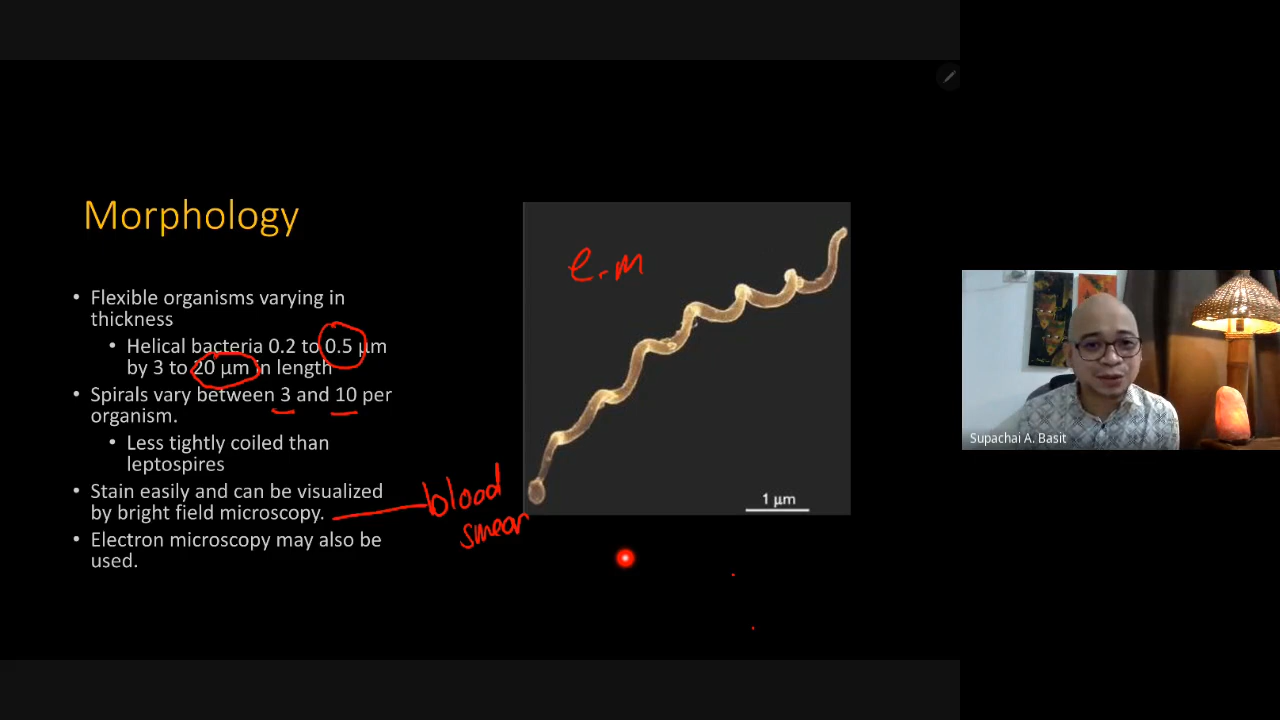 Morphology
• Flexible organisms varying in
thickness
• Helical bacteria 0.2 to 0.5 µm
by 3 to 20 µm in length
• Spirals vary between 3 and 10 per
organism.
• Less tightly coiled than
leptospires
• Stain easily and can be visualized
by bright field microscopy.
• Electron microscopy may also be
used.
blood
smear
e.m
1 µm
Supachai A. Basit